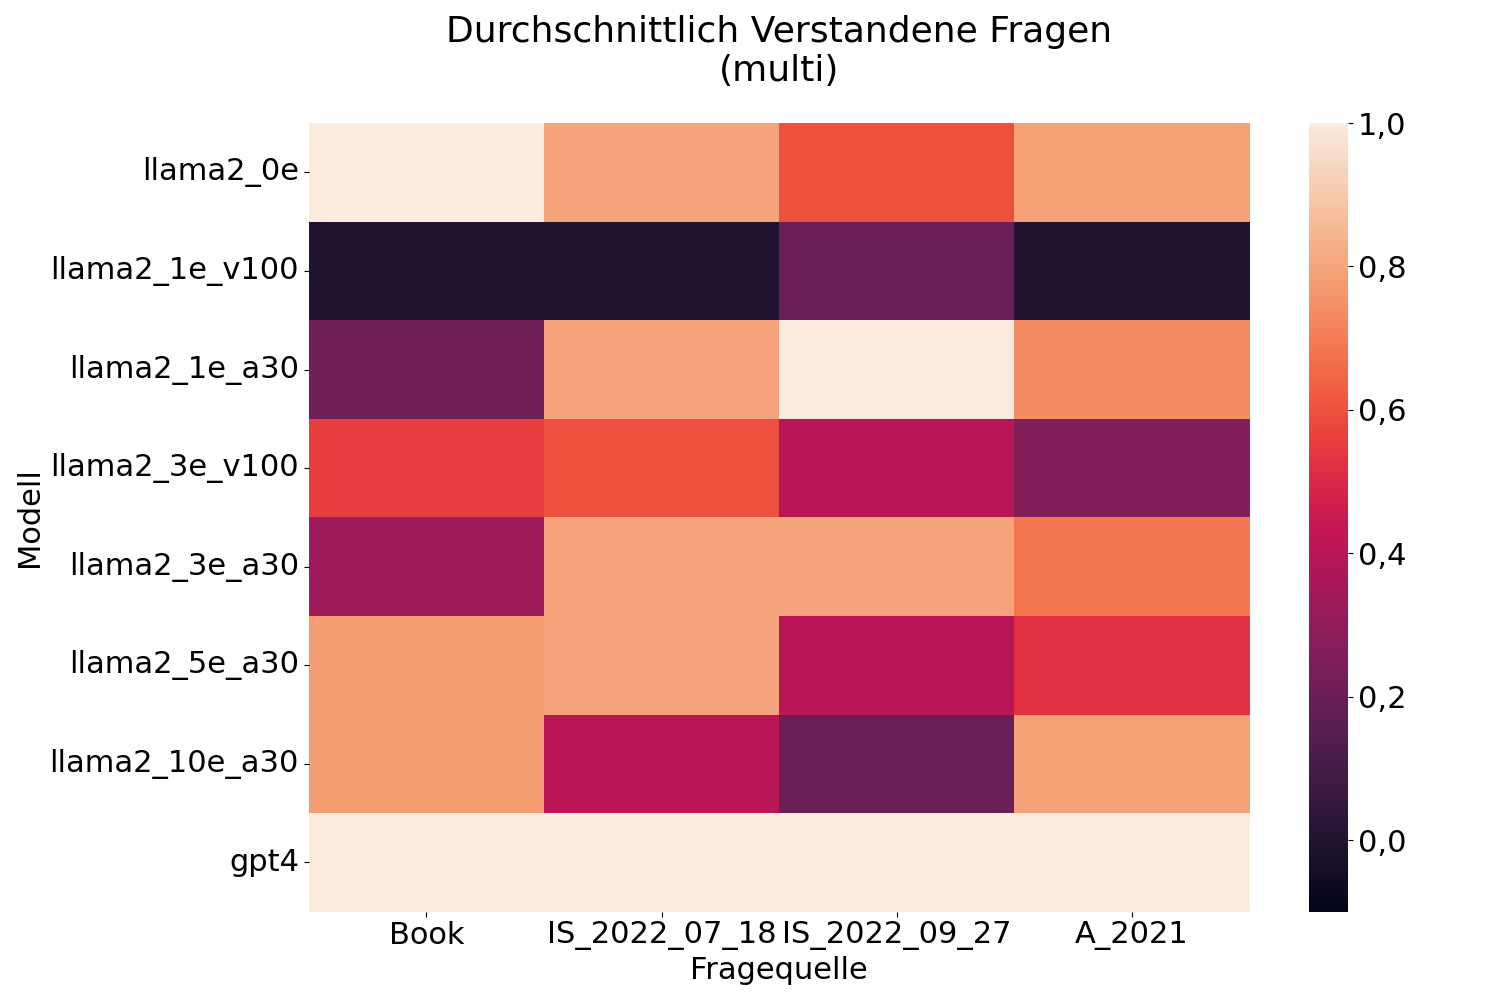 Durchschnittlich Verstandene Fragen
(multi)
Modell
llama2_0e
llama2_1e_v100
llama2_1e_a30
llama2_3e_v100
llama2_3e_a30
llama2_5e_a30
llama2_10e_a30
gpt4
Book IS_2022_07_18 IS_2022_09_27 A_2021
Fragequelle
1,0
0,8
0,6
0,4
0,2
0,0